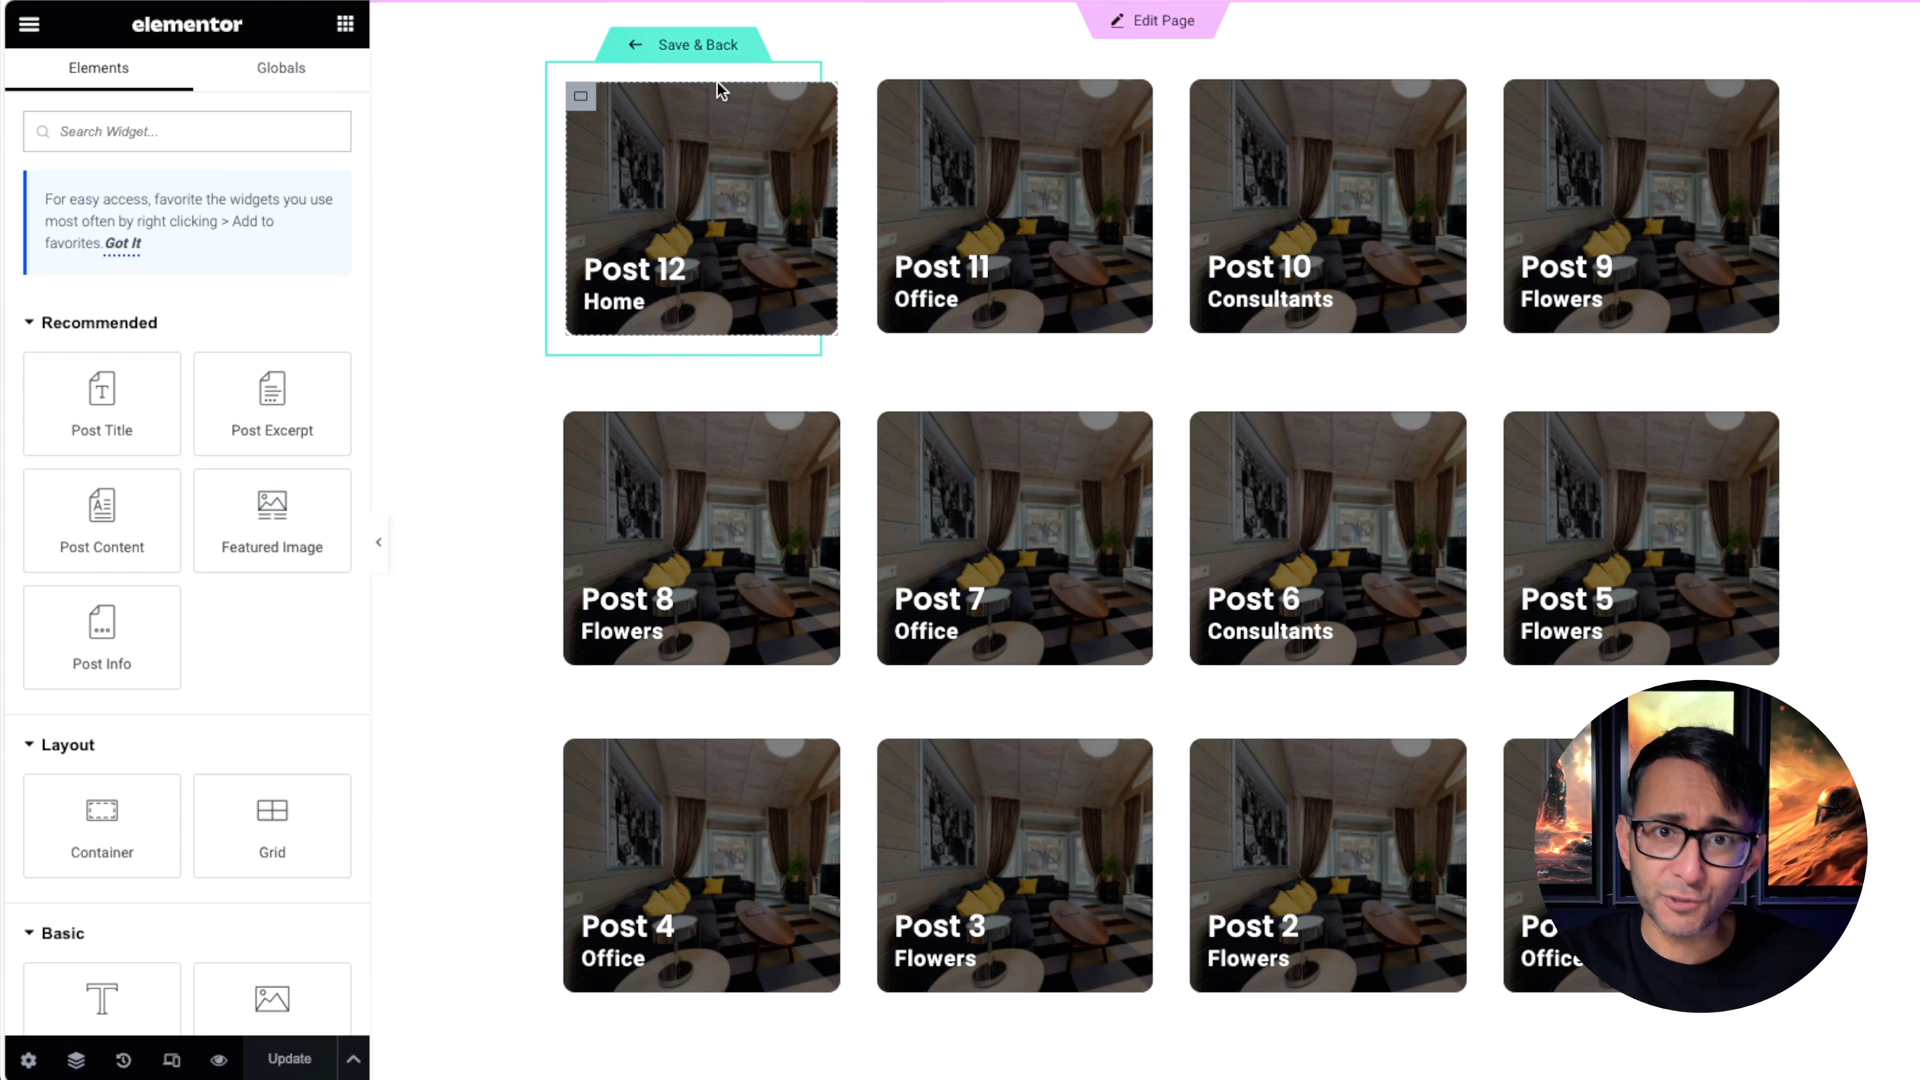 elementor
Elements
Globals
Search Widget...
For easy access, favorite the widgets you use
most often by right clicking > Add to
favorites. Got It
Recommended
Post Title
Post Excerpt
Post Content
Featured Image
Post Info
Layout
Container
Grid
Basic
Update
Edit Page
Save & Back
Post 12
Home
Post 11
Office
Post 10
Consultants
Post 9
Flowers
Post 8
Flowers
Post 7
Office
Post 6
Consultants
Post 5
Flowers
Post 4
Office
Post 3
Flowers
Post 2
Flowers
Po
Office